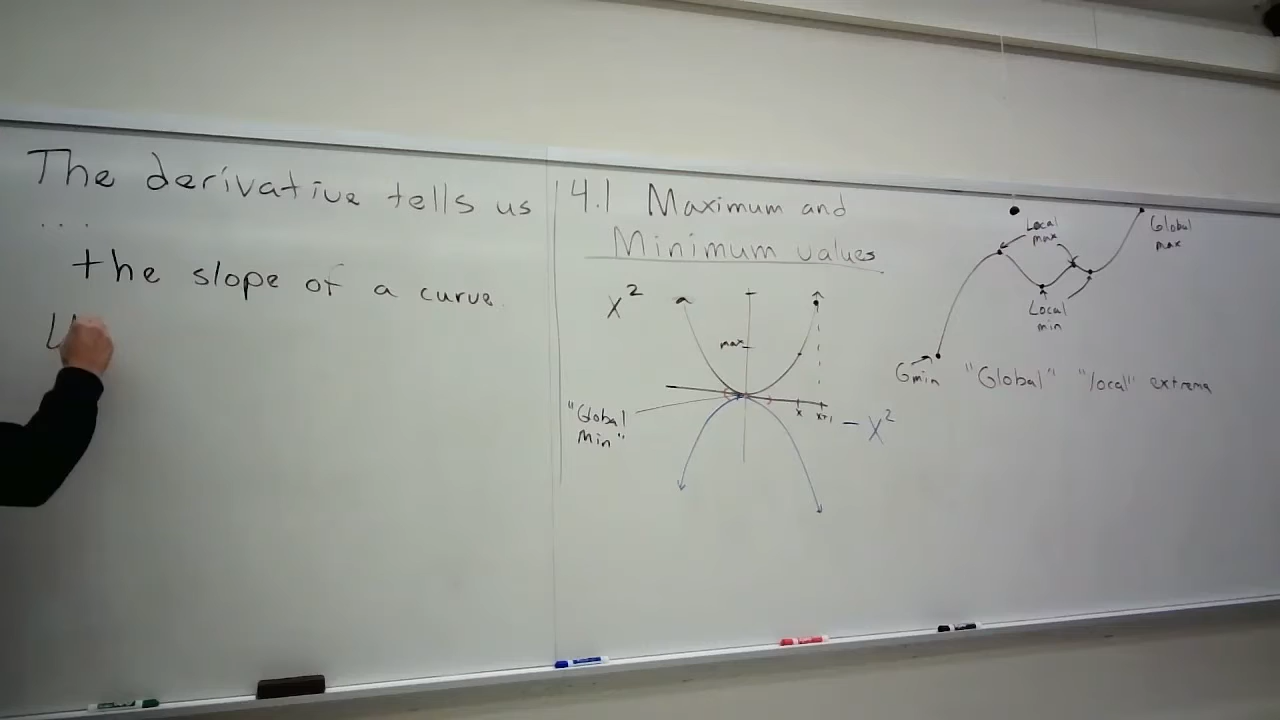 The derivative tells us
...
the slope of a curve
4.1 Maximum and
Minimum values
x²
max
"Global
Min"
x x+1
- x²
Local
max
Global
max
Local
min
Gmin "Global" "local" extrema